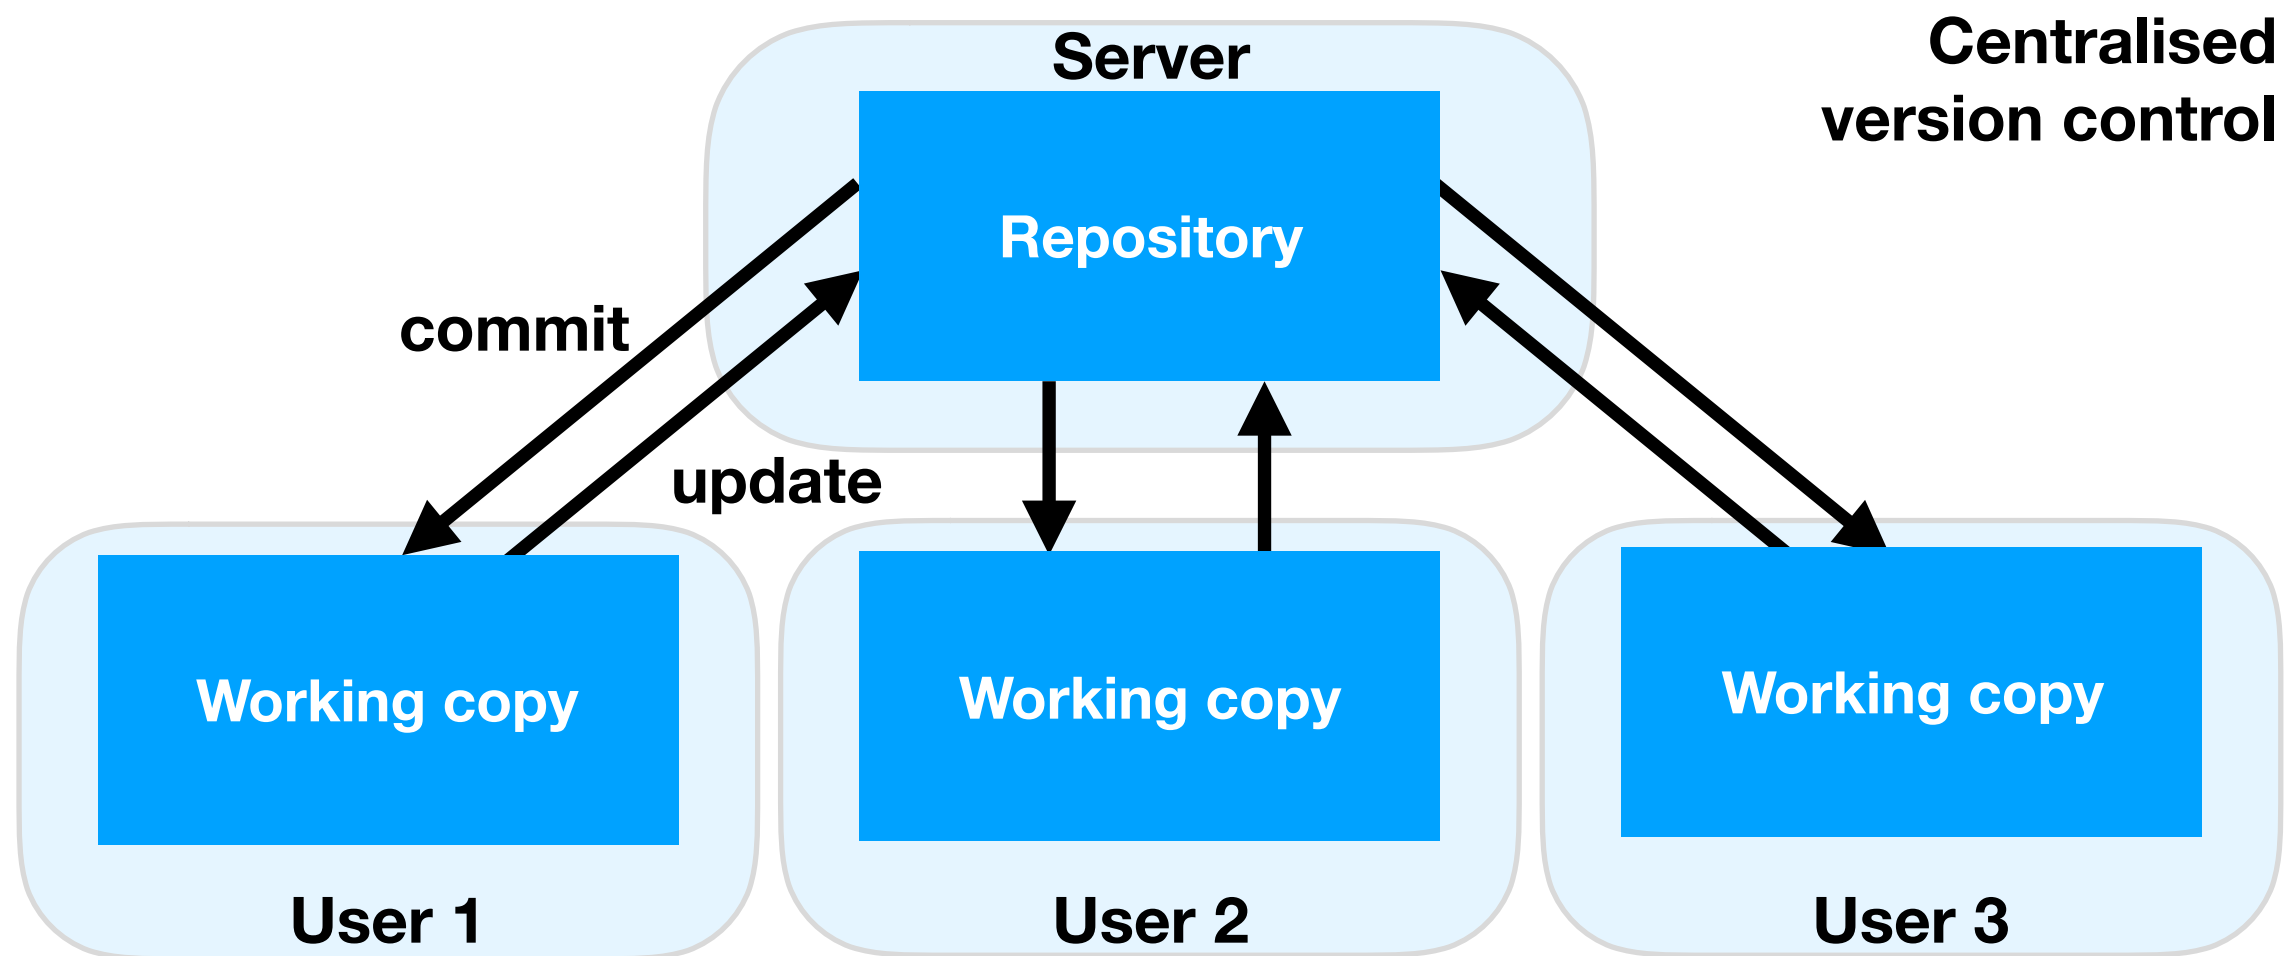 Centralised
version control
Server
Repository
commit
update
Working copy
Working copy
Working copy
User 1
User 2
User 3